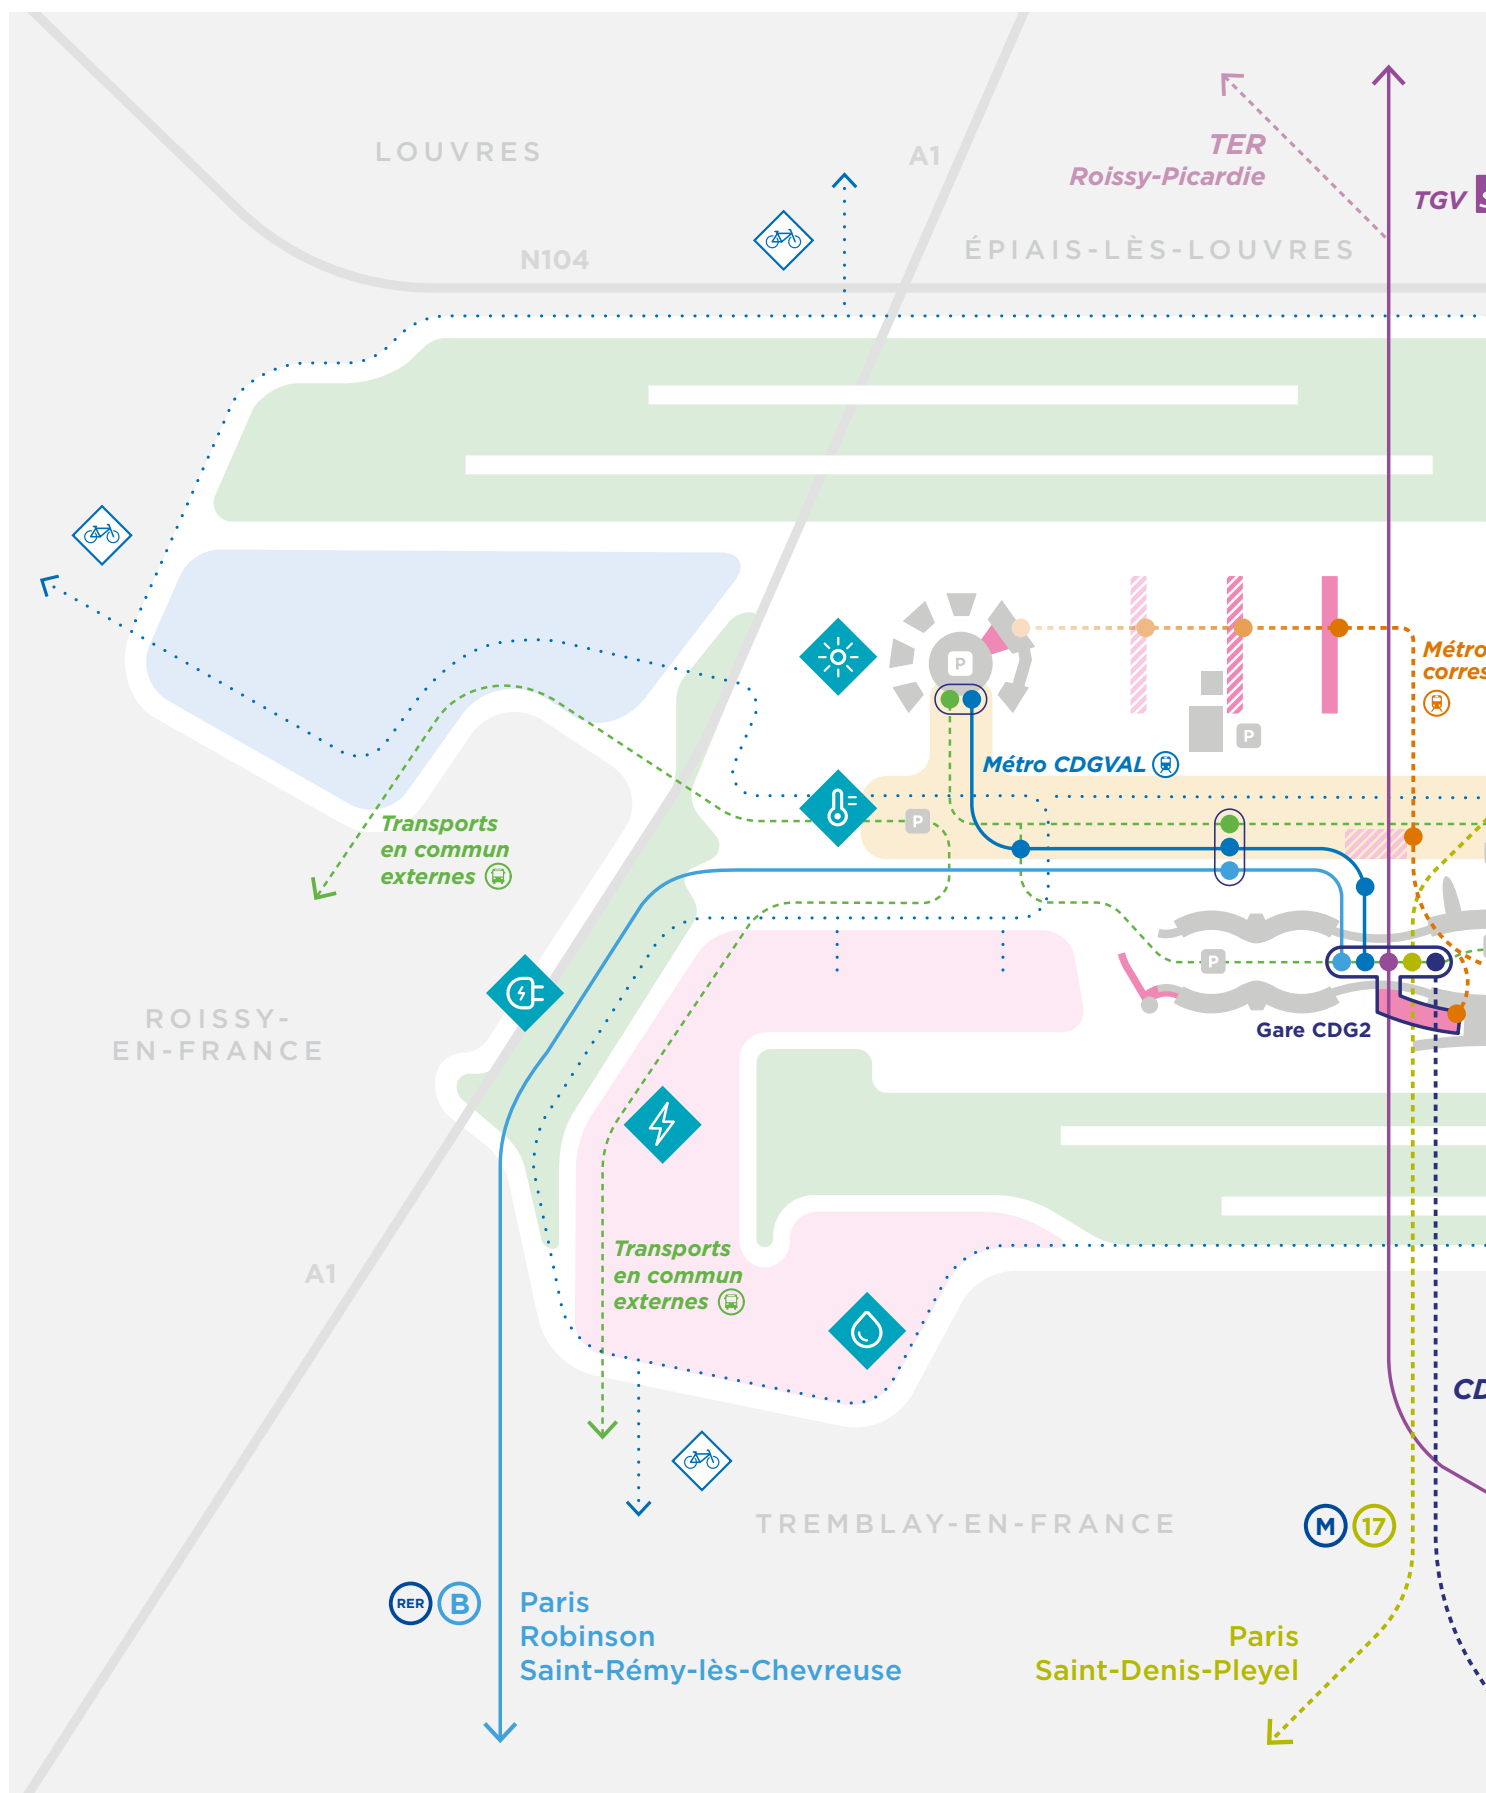 LOUVRES
A1
TER
Roissy-Picardie
TGV
N104
ÉPIAIS-LÈS-LOUVRES
Métro
corres
P
P
Métro CDGVAL
P
Transports
en commun
externes
P
ROISSY-
EN-FRANCE
Gare CDG2
A1
Transports
en commun
externes
TREMBLAY-EN-FRANCE
M 17
RER B
Paris
Robinson
Saint-Rémy-lès-Chevreuse
Paris
Saint-Denis-Pleyel